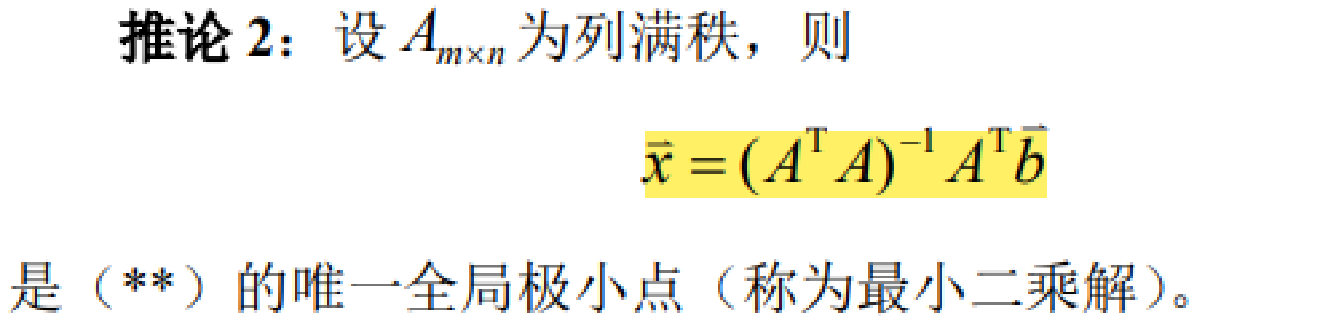 推论 2：设 $A_{m×n}$ 为列满秩，则
$\vec{x} = (A^{\mathrm{T}} A)^{-1} A^{\mathrm{T}} \vec{b}$
是（**）的唯一全局极小点（称为最小二乘解）。